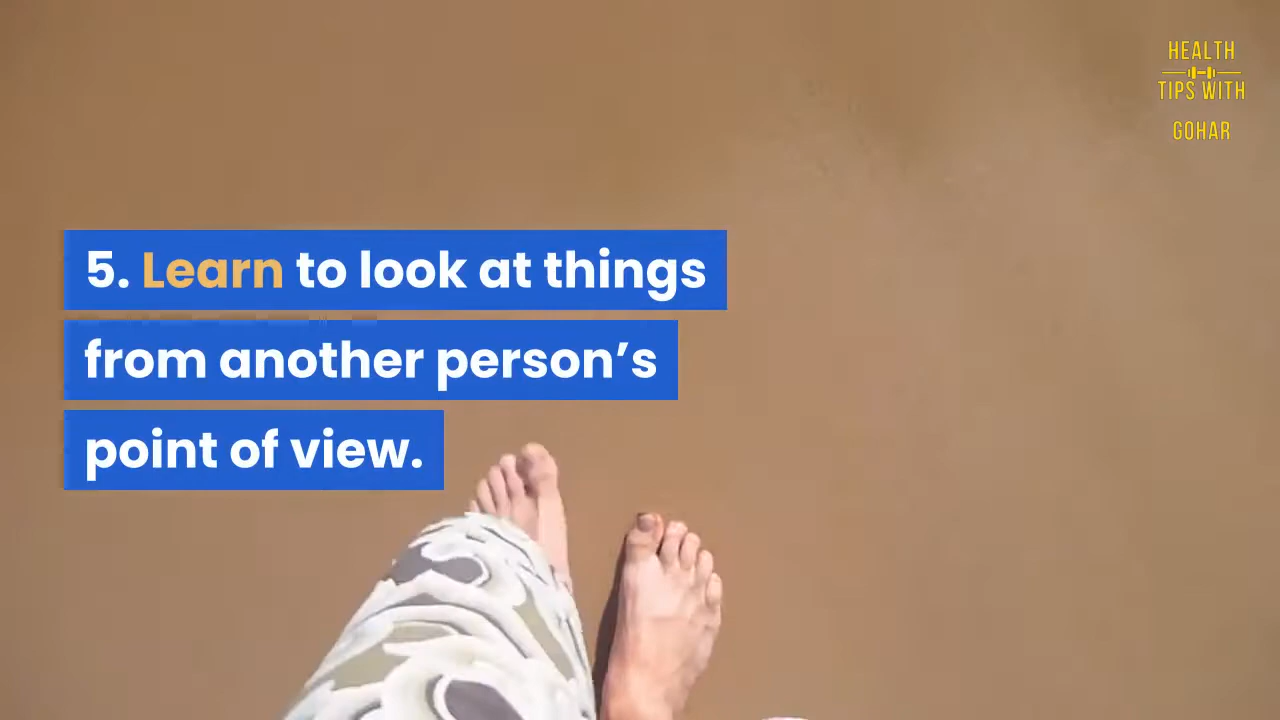 HEALTH
TIPS WITH
GOHAR
5. Learn to look at things
from another person’s
point of view.